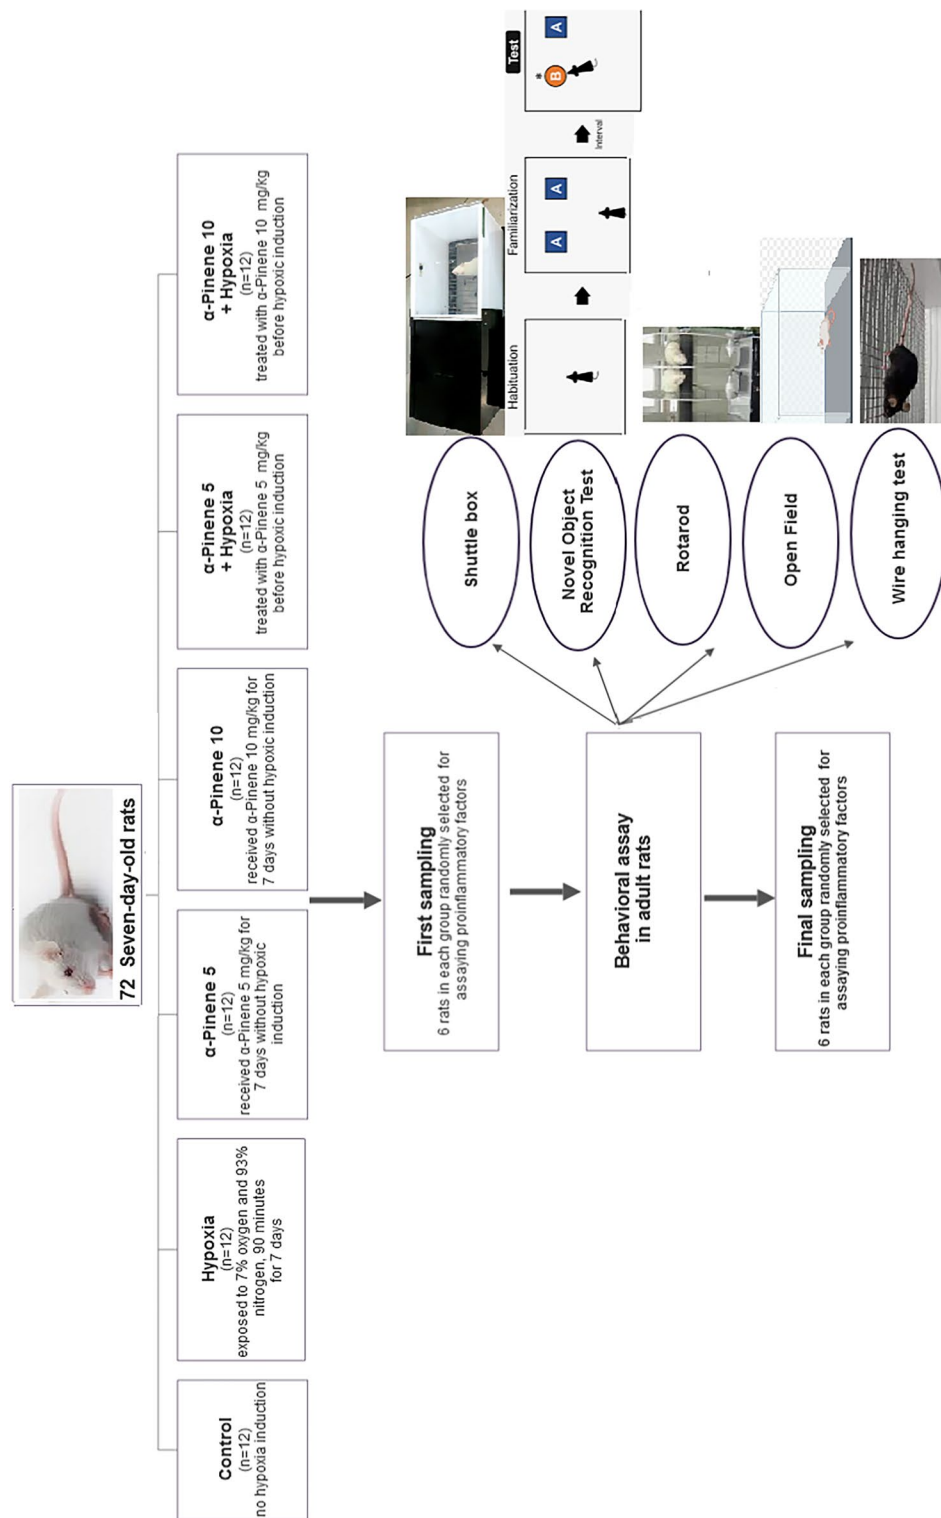 72 Seven-day-old rats
Control
(n=12)
no hypoxia induction
Hypoxia
(n=12)
exposed to 7% oxygen and 93%
nitrogen, 90 minutes
for 7 days
α-Pinene 5
(n=12)
received α-Pinene 5 mg/kg for
7 days without hypoxic
induction
α-Pinene 10
(n=12)
received α-Pinene 10 mg/kg for
7 days without hypoxic induction
α-Pinene 5
+ Hypoxia
(n=12)
treated with α-Pinene 5 mg/kg
before hypoxic induction
α-Pinene 10
+ Hypoxia
(n=12)
treated with α-Pinene 10 mg/kg
before hypoxic induction
First sampling
6 rats in each group randomly selected for
assaying proinflammatory factors
Behavioral assay
in adult rats
Final sampling
6 rats in each group randomly selected for
assaying proinflammatory factors
Shuttle box
Novel Object
Recognition Test
Rotarod
Open Field
Wire hanging test
Habituation
Familiarization
A
A
Interval
Test
*
B
A